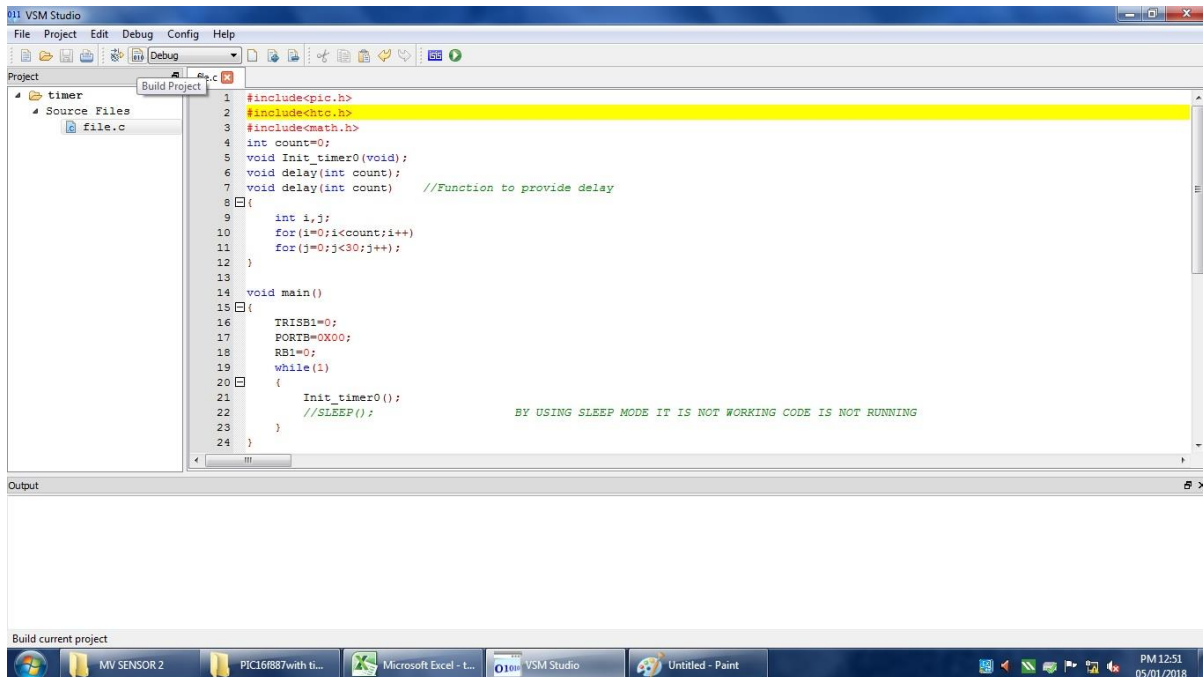 VSM Studio
File Project Edit Debug Config Help
Debug
Project
file.c
Build Project
timer
Source Files
file.c
1 #include<pic.h>
2 #include<htc.h>
3 #include<math.h>
4 int count=0;
5 void Init_timer0(void);
6 void delay(int count);
7 void delay(int count) //Function to provide delay
8 {
9 int i,j;
10 for(i=0;i<count;i++)
11 for(j=0;j<30;j++);
12 }
13
14 void main()
15 {
16 TRISB1=0;
17 PORTB=0X00;
18 RB1=0;
19 while(1)
20 {
21 Init_timer0();
22 //SLEEP(); BY USING SLEEP MODE IT IS NOT WORKING CODE IS NOT RUNNING
23 }
24 }
Output
Build current project
MV SENSOR 2
PIC16f887with ti...
Microsoft Excel - t...
VSM Studio
Untitled - Paint
PM 12:51
05/01/2018